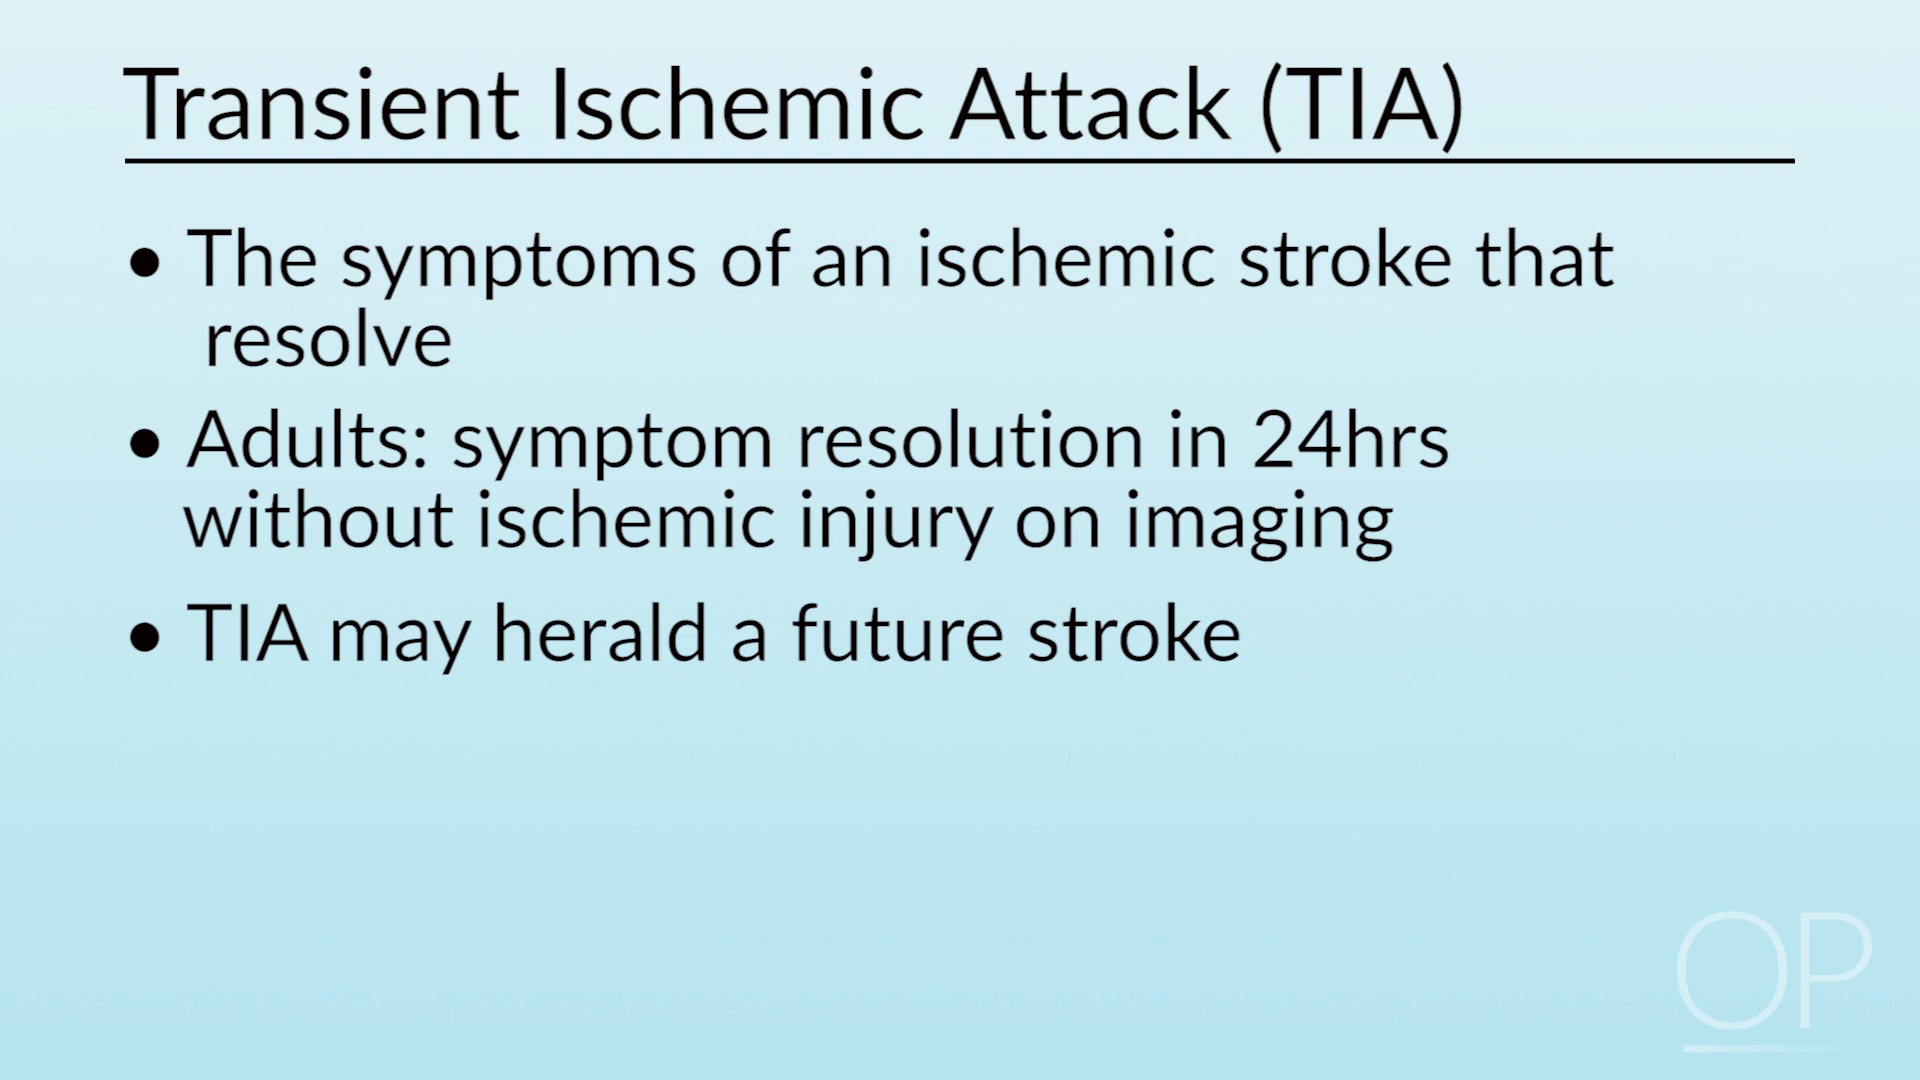 Transient Ischemic Attack (TIA)
• The symptoms of an ischemic stroke that
resolve
• Adults: symptom resolution in 24hrs
without ischemic injury on imaging
• TIA may herald a future stroke
OP